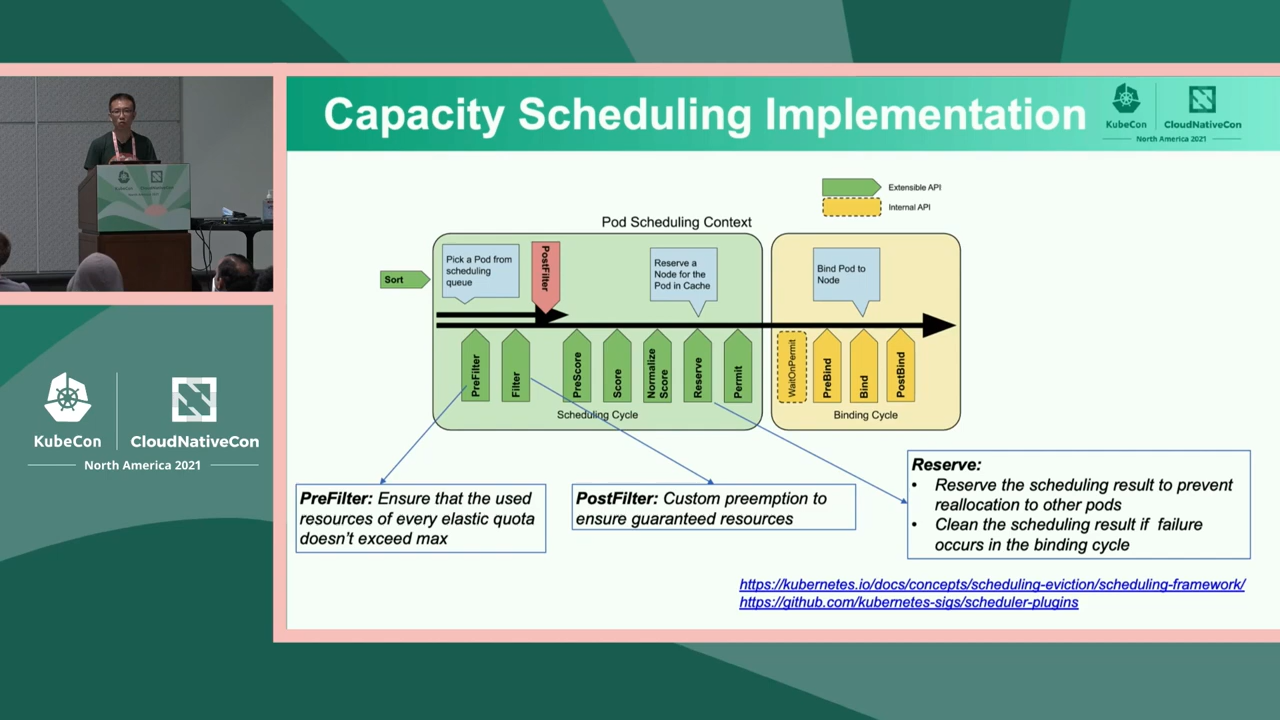 Capacity Scheduling Implementation
KubeCon
CloudNativeCon
North America 2021
Extensible API
Internal API
Pod Scheduling Context
Sort
Pick a Pod from
scheduling
queue
PostFilter
Reserve a
Node for the
Pod in Cache
Bind Pod to
Node
PreFilter
Filter
PreScore
Score
Normalize
Score
Reserve
Permit
WaitOnPermit
PreBind
Bind
PostBind
Scheduling Cycle
Binding Cycle
PreFilter: Ensure that the used
resources of every elastic quota
doesn't exceed max
PostFilter: Custom preemption to
ensure guaranteed resources
Reserve:
• Reserve the scheduling result to prevent
reallocation to other pods
• Clean the scheduling result if failure
occurs in the binding cycle
https://kubernetes.io/docs/concepts/scheduling-eviction/scheduling-framework/
https://github.com/kubernetes-sigs/scheduler-plugins
KubeCon
CloudNativeCon
North America 2021